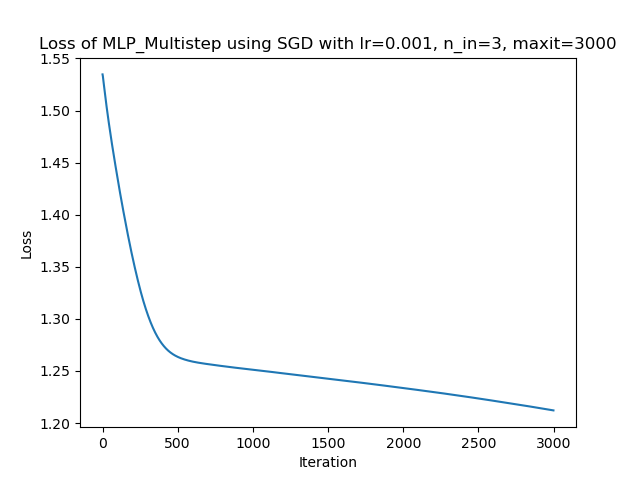 Loss of MLP_Multistep using SGD with lr=0.001, n_in=3, maxit=3000
1.55
1.50
1.45
1.40
1.35
1.30
1.25
1.20
Loss
0 500 1000 1500 2000 2500 3000
Iteration